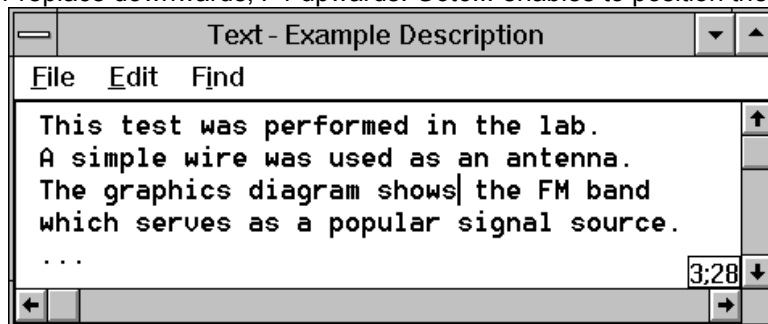 Text - Example Description
File Edit Find
This test was performed in the lab.
A simple wire was used as an antenna.
The graphics diagram shows the FM band
which serves as a popular signal source.
...
3;28